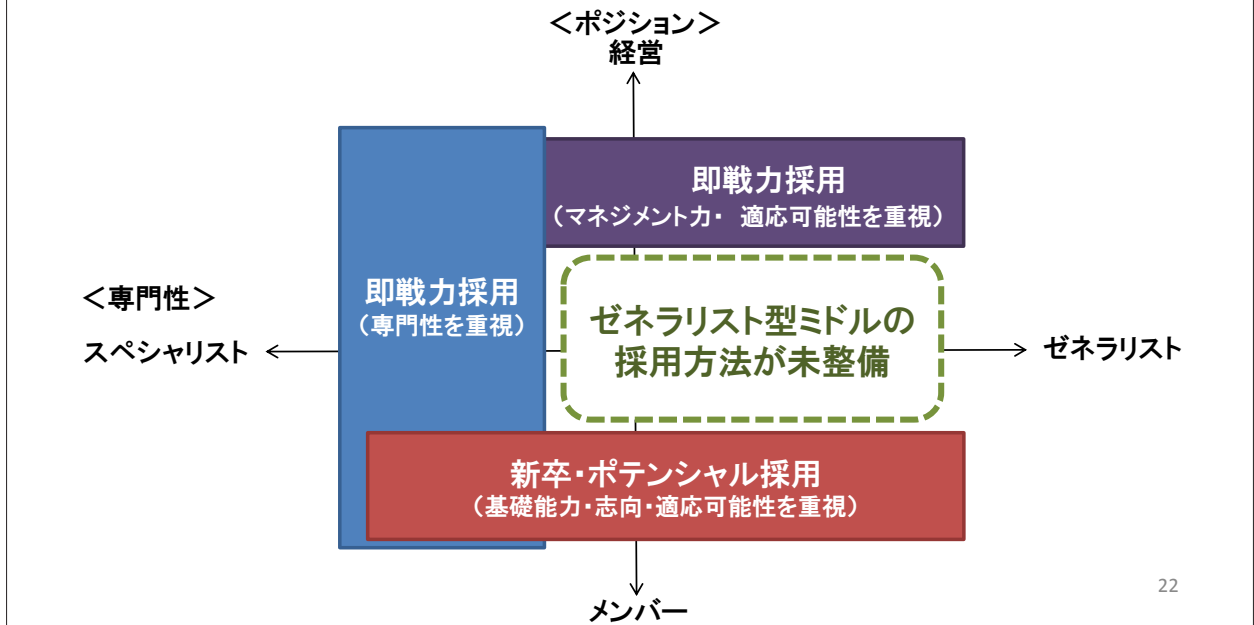 ＜ポジション＞
経営
即戦力採用
（マネジメント力・ 適応可能性を重視）
＜専門性＞
スペシャリスト
即戦力採用
（専門性を重視）
ゼネラリスト型ミドルの
採用方法が未整備
ゼネラリスト
新卒・ポテンシャル採用
（基礎能力・志向・適応可能性を重視）
メンバー
22